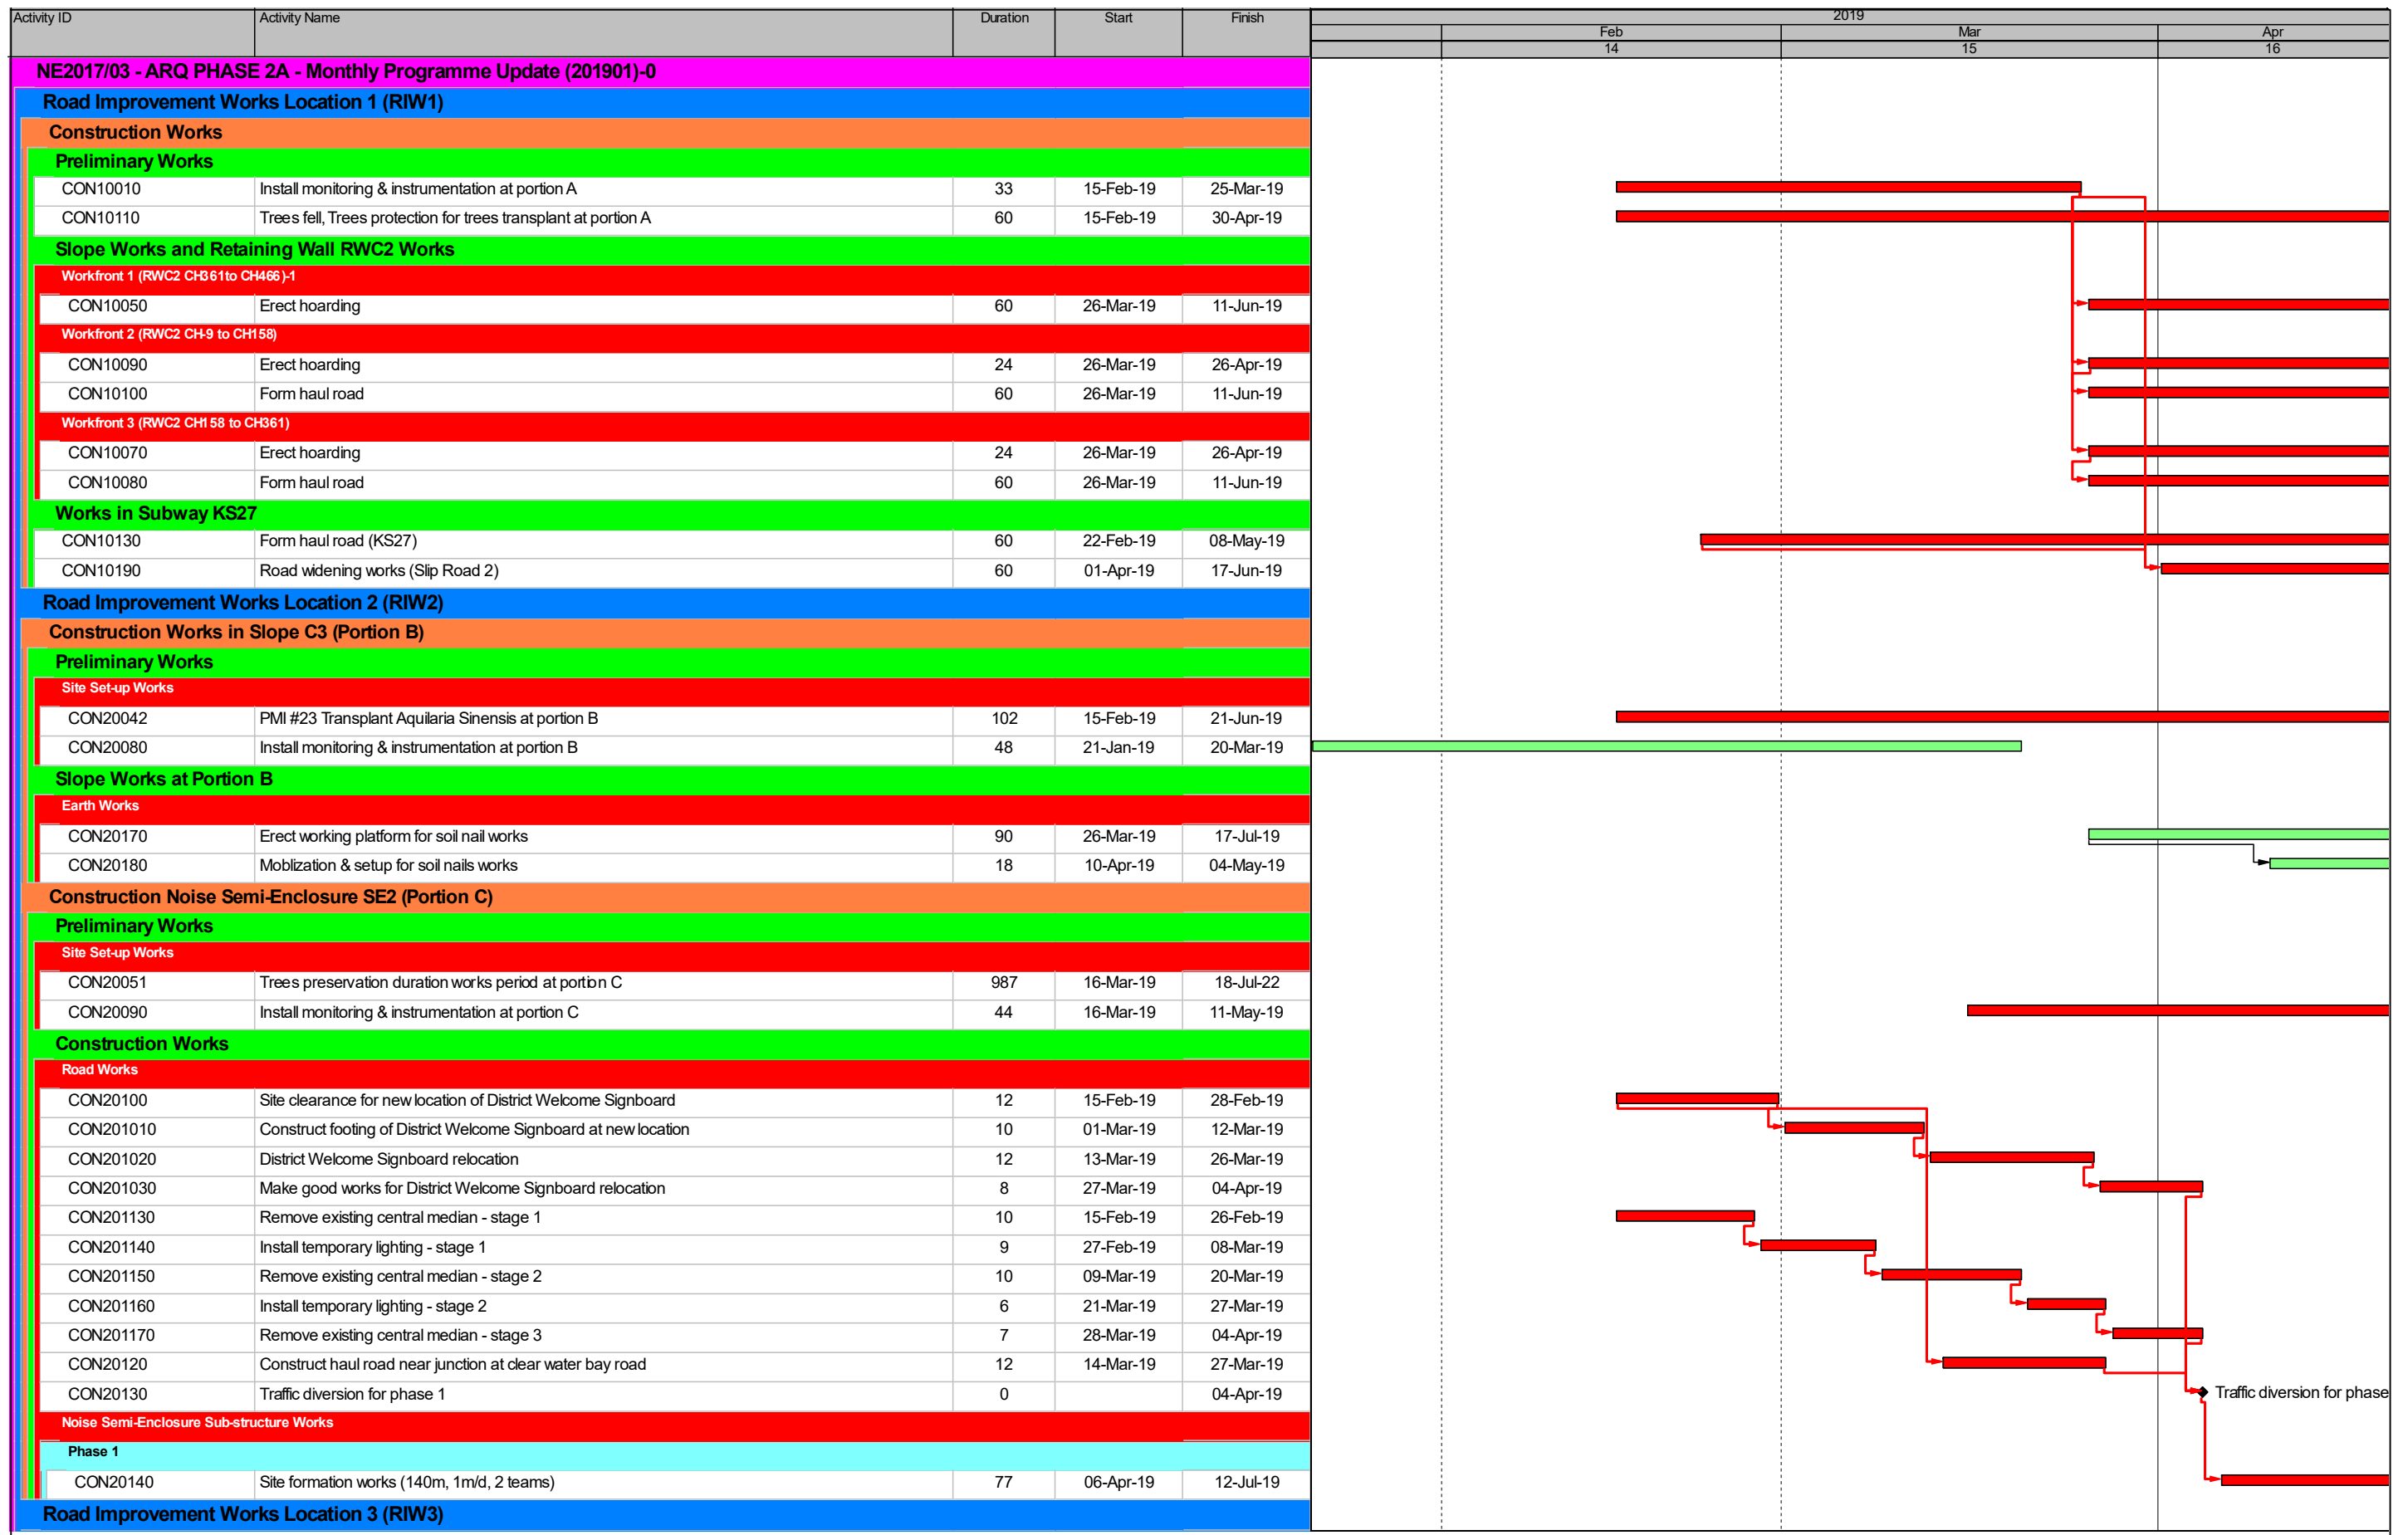 Activity ID Activity Name Duration Start Finish 2019
Feb Mar Apr
14 15 16
NE2017/03 - ARQ PHASE 2A - Monthly Programme Update (201901)-0
Road Improvement Works Location 1 (RIW1)
Construction Works
Preliminary Works
CON10010 Install monitoring & instrumentation at portion A 33 15-Feb-19 25-Mar-19
CON10110 Trees fell, Trees protection for trees transplant at portion A 60 15-Feb-19 30-Apr-19
Slope Works and Retaining Wall RWC2 Works
Workfront 1 (RWC2 CH361to CH466)-1
CON10050 Erect hoarding 60 26-Mar-19 11-Jun-19
Workfront 2 (RWC2 CH-9 to CH158)
CON10090 Erect hoarding 24 26-Mar-19 26-Apr-19
CON10100 Form haul road 60 26-Mar-19 11-Jun-19
Workfront 3 (RWC2 CH158 to CH361)
CON10070 Erect hoarding 24 26-Mar-19 26-Apr-19
CON10080 Form haul road 60 26-Mar-19 11-Jun-19
Works in Subway KS27
CON10130 Form haul road (KS27) 60 22-Feb-19 08-May-19
CON10190 Road widening works (Slip Road 2) 60 01-Apr-19 17-Jun-19
Road Improvement Works Location 2 (RIW2)
Construction Works in Slope C3 (Portion B)
Preliminary Works
Site Set-up Works
CON20042 PMI #23 Transplant Aquilaria Sinensis at portion B 102 15-Feb-19 21-Jun-19
CON20080 Install monitoring & instrumentation at portion B 48 21-Jan-19 20-Mar-19
Slope Works at Portion B
Earth Works
CON20170 Erect working platform for soil nail works 90 26-Mar-19 17-Jul-19
CON20180 Moblization & setup for soil nails works 18 10-Apr-19 04-May-19
Construction Noise Semi-Enclosure SE2 (Portion C)
Preliminary Works
Site Set-up Works
CON20051 Trees preservation duration works period at portion C 987 16-Mar-19 18-Jul-22
CON20090 Install monitoring & instrumentation at portion C 44 16-Mar-19 11-May-19
Construction Works
Road Works
CON20100 Site clearance for new location of District Welcome Signboard 12 15-Feb-19 28-Feb-19
CON201010 Construct footing of District Welcome Signboard at new location 10 01-Mar-19 12-Mar-19
CON201020 District Welcome Signboard relocation 12 13-Mar-19 26-Mar-19
CON201030 Make good works for District Welcome Signboard relocation 8 27-Mar-19 04-Apr-19
CON201130 Remove existing central median - stage 1 10 15-Feb-19 26-Feb-19
CON201140 Install temporary lighting - stage 1 9 27-Feb-19 08-Mar-19
CON201150 Remove existing central median - stage 2 10 09-Mar-19 20-Mar-19
CON201160 Install temporary lighting - stage 2 6 21-Mar-19 27-Mar-19
CON201170 Remove existing central median - stage 3 7 28-Mar-19 04-Apr-19
CON20120 Construct haul road near junction at clear water bay road 12 14-Mar-19 27-Mar-19
CON20130 Traffic diversion for phase 1 0 04-Apr-19 Traffic diversion for phase
Noise Semi-Enclosure Sub-structure Works
Phase 1
CON20140 Site formation works (140m, 1m/d, 2 teams) 77 06-Apr-19 12-Jul-19
Road Improvement Works Location 3 (RIW3)